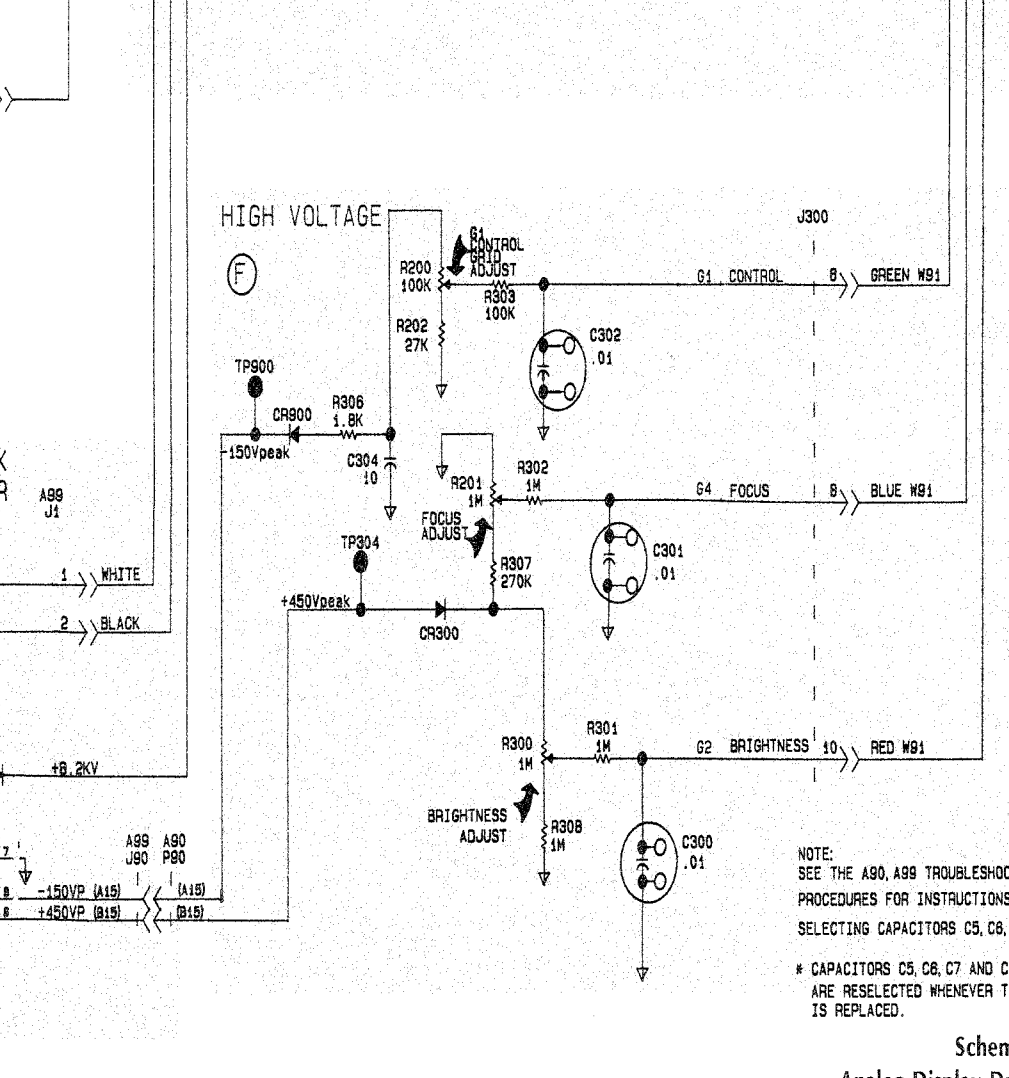 HIGH VOLTAGE
F
J300
G1
CONTROL
GRID
ADJUST
R200
100K
R303
100K
G1 CONTROL
6
GREEN W91
R202
27K
C302
.01
TP900
CR900
R306
1.8K
-150Vpeak
C304
10
R201
1M
R302
1M
G4 FOCUS
8
BLUE W91
A99
J1
FOCUS
ADJUST
TP304
R307
270K
C301
.01
1
WHITE
+450Vpeak
CR300
2
BLACK
R301
1M
R300
1M
G2 BRIGHTNESS
10
RED W91
+8.2KV
BRIGHTNESS
ADJUST
R308
1M
C300
.01
A99 A90
J90 P90
7
-150VP (A15)
(A15)
6 +450VP (B15)
(B15)
NOTE:
SEE THE A90, A99 TROUBLESHOO
PROCEDURES FOR INSTRUCTIONS
SELECTING CAPACITORS C5, C6,
* CAPACITORS C5, C6, C7 AND C
ARE RESELECTED WHENEVER T
IS REPLACED.
Schem